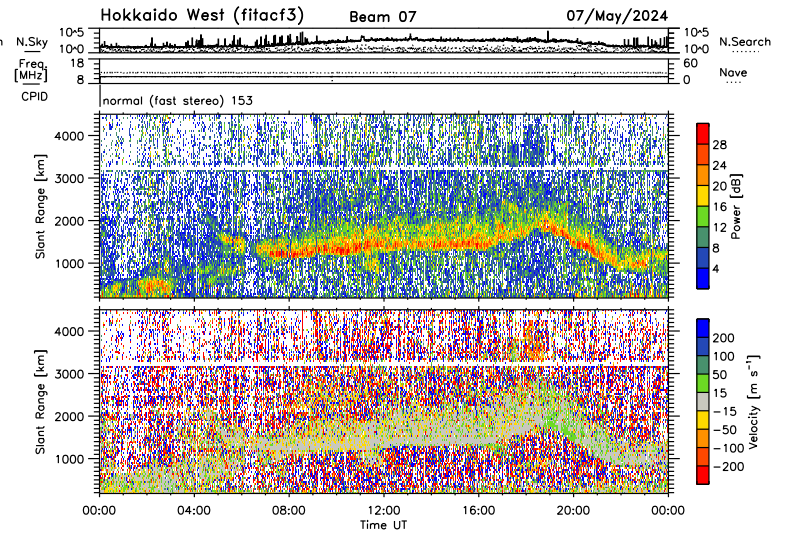 Hokkaido West (fitacf3) Beam 07 07/May/2024
n N.Sky 10^5 10^0 10^5 10^0 N.Search
Freq. [MHz] 18 8 60 0 Nave
CPID normal (fast stereo) 153
Slant Range [km] 4000 3000 2000 1000
28 24 20 16 12 8 4 Power [dB]
Slant Range [km] 4000 3000 2000 1000
200 100 50 15 −15 −50 −100 −200 Velocity [m s⁻¹]
00:00 04:00 08:00 12:00 16:00 20:00 00:00
Time UT